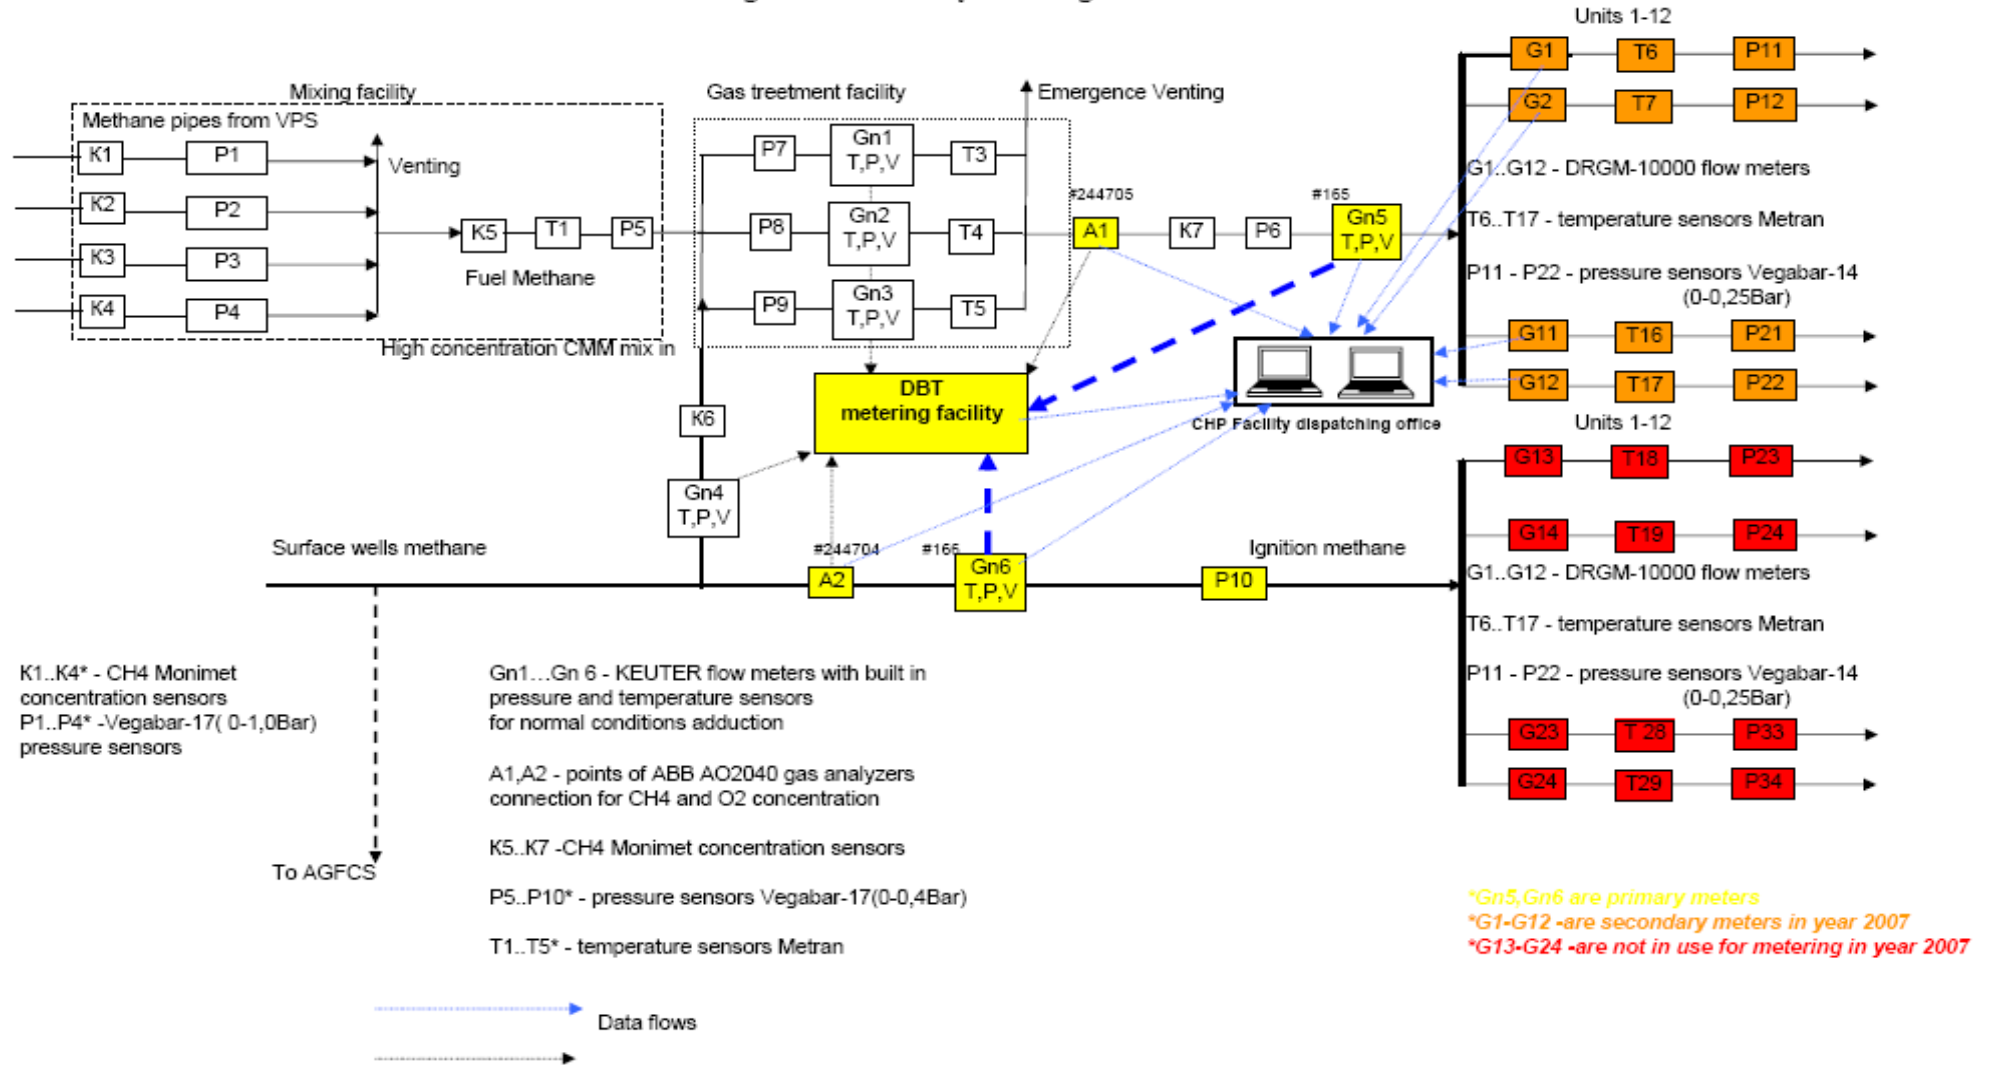 Units 1-12
G1 T6 P11
G2 T7 P12
Mixing facility
Gas treetment facility
Emergence Venting
Methane pipes from VPS
K1 P1
K2 P2
K3 P3
K4 P4
Venting
K5 T1 P5
Fuel Methane
High concentration CMM mix in
P7
Gn1
T,P,V
T3
P8
Gn2
T,P,V
T4
P9
Gn3
T,P,V
T5
#244705
A1
K7
P6
#165
Gn5
T,P,V
G1..G12 - DRGM-10000 flow meters
T6..T17 - temperature sensors Metran
P11 - P22 - pressure sensors Vegabar-14
(0-0,25Bar)
G11 T16 P21
G12 T17 P22
DBT
metering facility
CHP Facility dispatching office
Units 1-12
K6
Gn4
T,P,V
G13 T18 P23
G14 T19 P24
Surface wells methane
#244704
A2
#166
Gn6
T,P,V
P10
Ignition methane
G1..G12 - DRGM-10000 flow meters
T6..T17 - temperature sensors Metran
P11 - P22 - pressure sensors Vegabar-14
(0-0,25Bar)
G23 T 28 P33
G24 T29 P34
K1..K4* - CH4 Monimet
concentration sensors
P1..P4* -Vegabar-17( 0-1,0Bar)
pressure sensors
To AGFCS
Gn1...Gn 6 - KEUTER flow meters with built in
pressure and temperature sensors
for normal conditions adduction
A1,A2 - points of ABB AO2040 gas analyzers
connection for CH4 and O2 concentration
K5..K7 -CH4 Monimet concentration sensors
P5..P10* - pressure sensors Vegabar-17(0-0,4Bar)
T1..T5* - temperature sensors Metran
Data flows
*Gn5,Gn6 are primary meters
*G1-G12 -are secondary meters in year 2007
*G13-G24 -are not in use for metering in year 2007